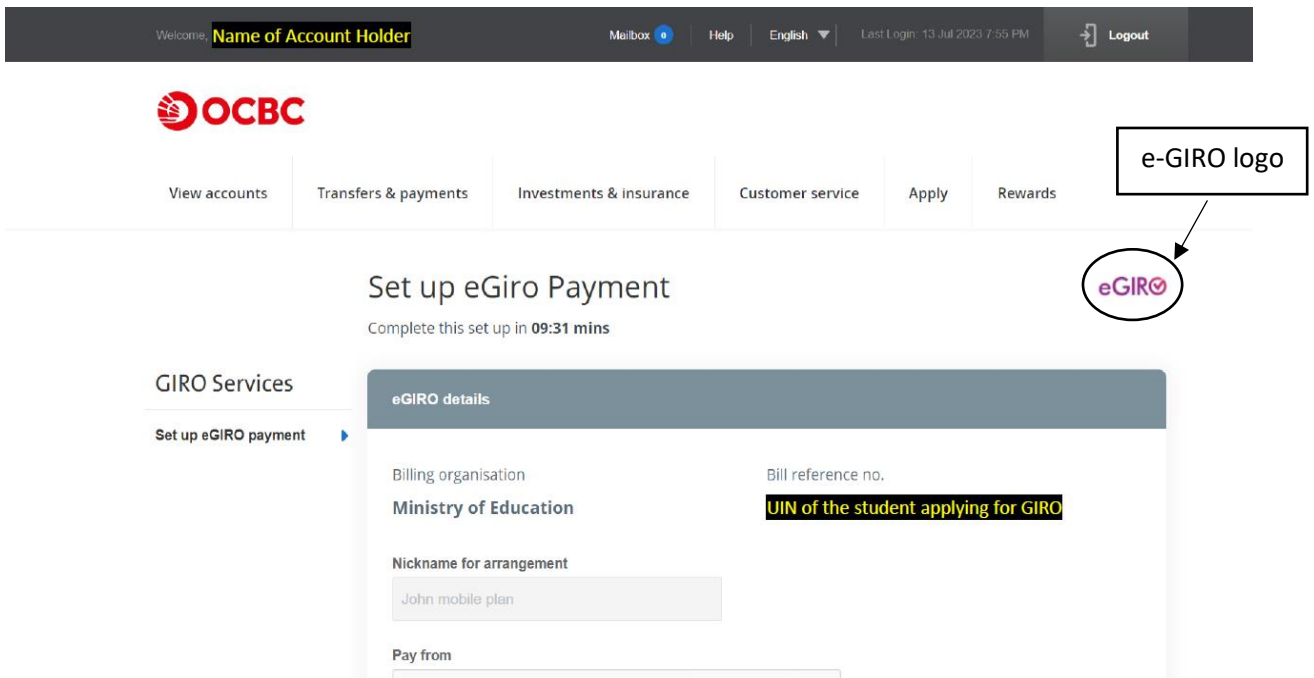 Welcome, Name of Account Holder Mailbox 0 Help English Last Login: 13 Jul 2023 7:55 PM Logout
OCBC
e-GIRO logo
View accounts Transfers & payments Investments & insurance Customer service Apply Rewards
Set up eGiro Payment
eGIRO
Complete this set up in 09:31 mins
GIRO Services
eGIRO details
Set up eGIRO payment
Billing organisation Bill reference no.
Ministry of Education UIN of the student applying for GIRO
Nickname for arrangement
John mobile plan
Pay from